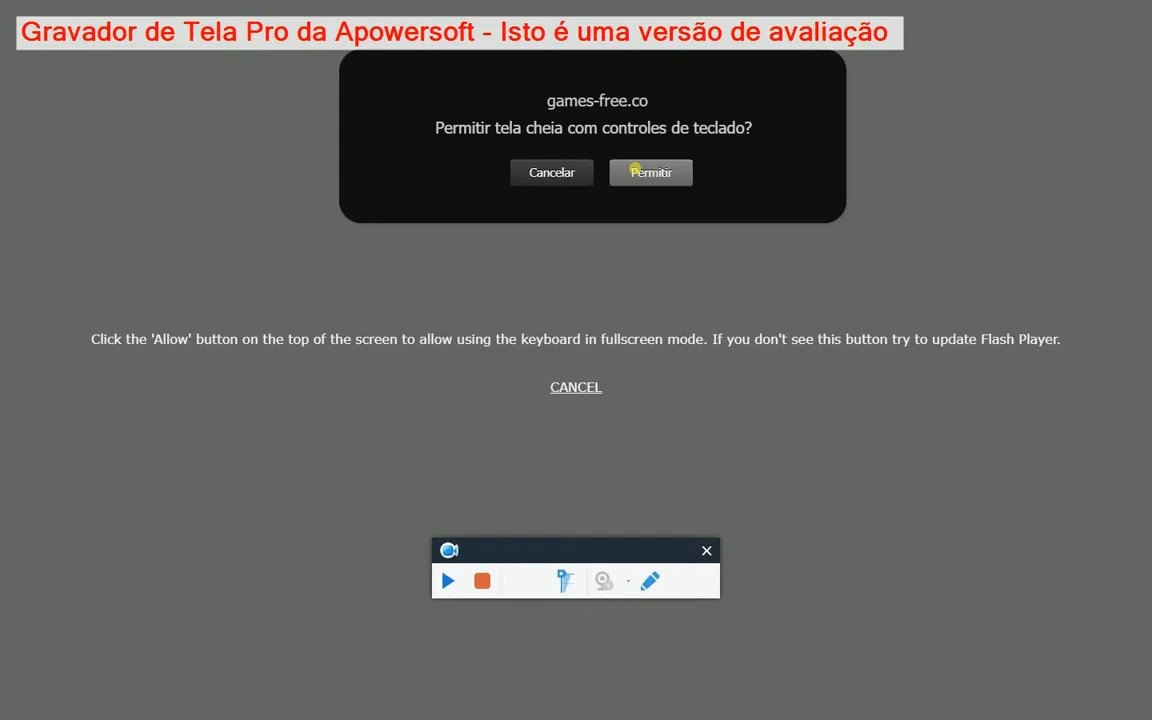 Gravador de Tela Pro da Apowersoft - Isto é uma versão de avaliação
games-free.co
Permitir tela cheia com controles de teclado?
Cancelar
Permitir
Click the 'Allow' button on the top of the screen to allow using the keyboard in fullscreen mode. If you don't see this button try to update Flash Player.
CANCEL